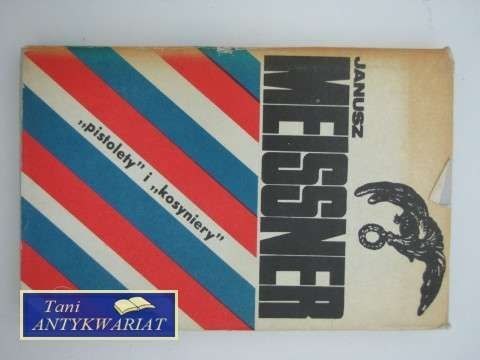 JANUSZ
MEISSNER
„pistolety” i „kosyniery”
Tani
ANTYKWARIAT